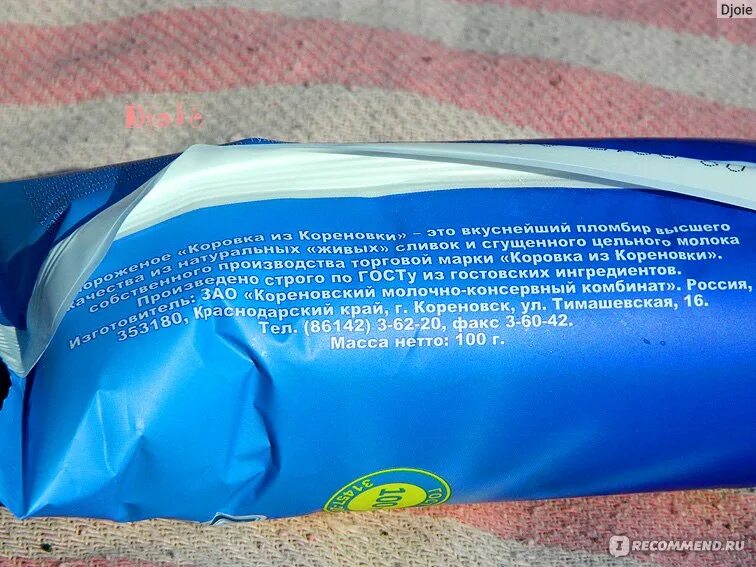 Djoie
Djoie
ороженое «Коровка из Кореновки» – это вкуснейший пломбир высшего
качества из натуральных «живых» сливок и сгущенного цельного молока
собственного производства торговой марки «Коровка из Кореновки».
Произведено строго по ГОСТу из гостовских ингредиентов.
Изготовитель: ЗАО «Кореновский молочно-консервный комбинат». Россия,
353180, Краснодарский край, г. Кореновск, ул. Тимашевская, 16.
Тел. (86142) 3-62-20, факс 3-60-42.
Масса нетто: 100 г.
100
IRECOMMEND.RU